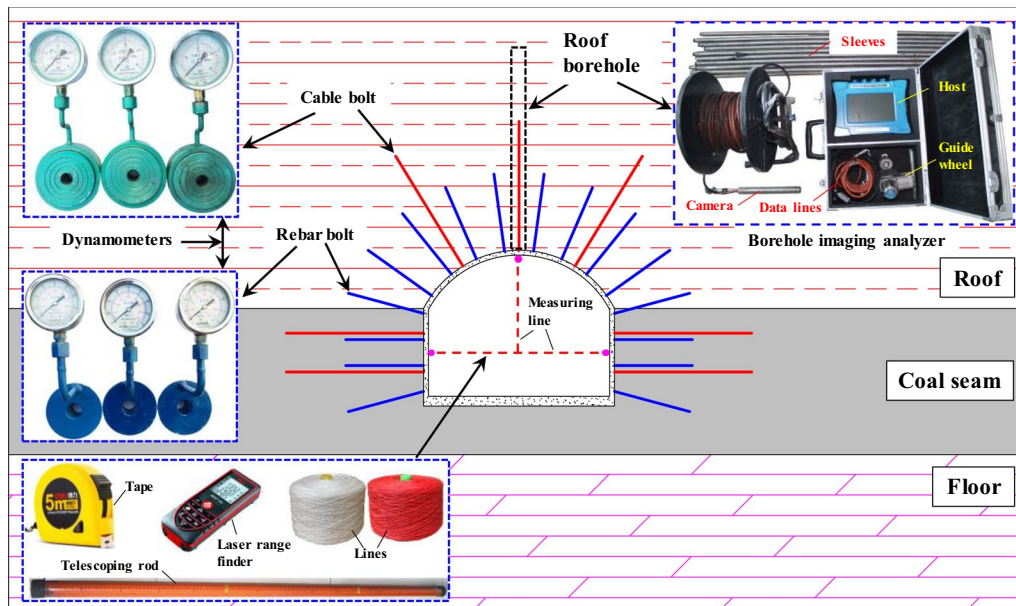 Roof
borehole
Sleeves
Host
Cable bolt
Guide
wheel
Camera
Data lines
Dynamometers
Rebar bolt
Borehole imaging analyzer
Roof
Measuring
line
Coal seam
Floor
5m
Tape
Laser range
finder
Lines
Telescoping rod